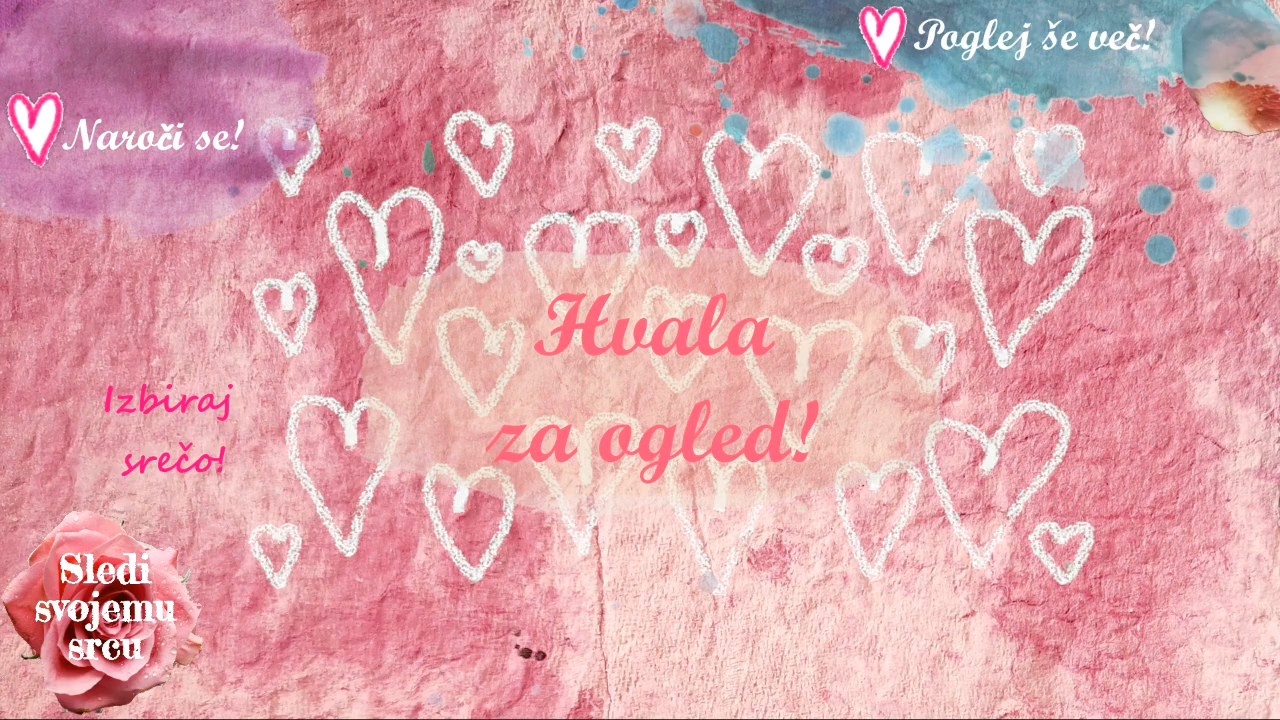 Poglej še več!
Naroči se!
Hvala
za ogled!
Izbiraj
srečo!
Sledi
svojemu
srcu